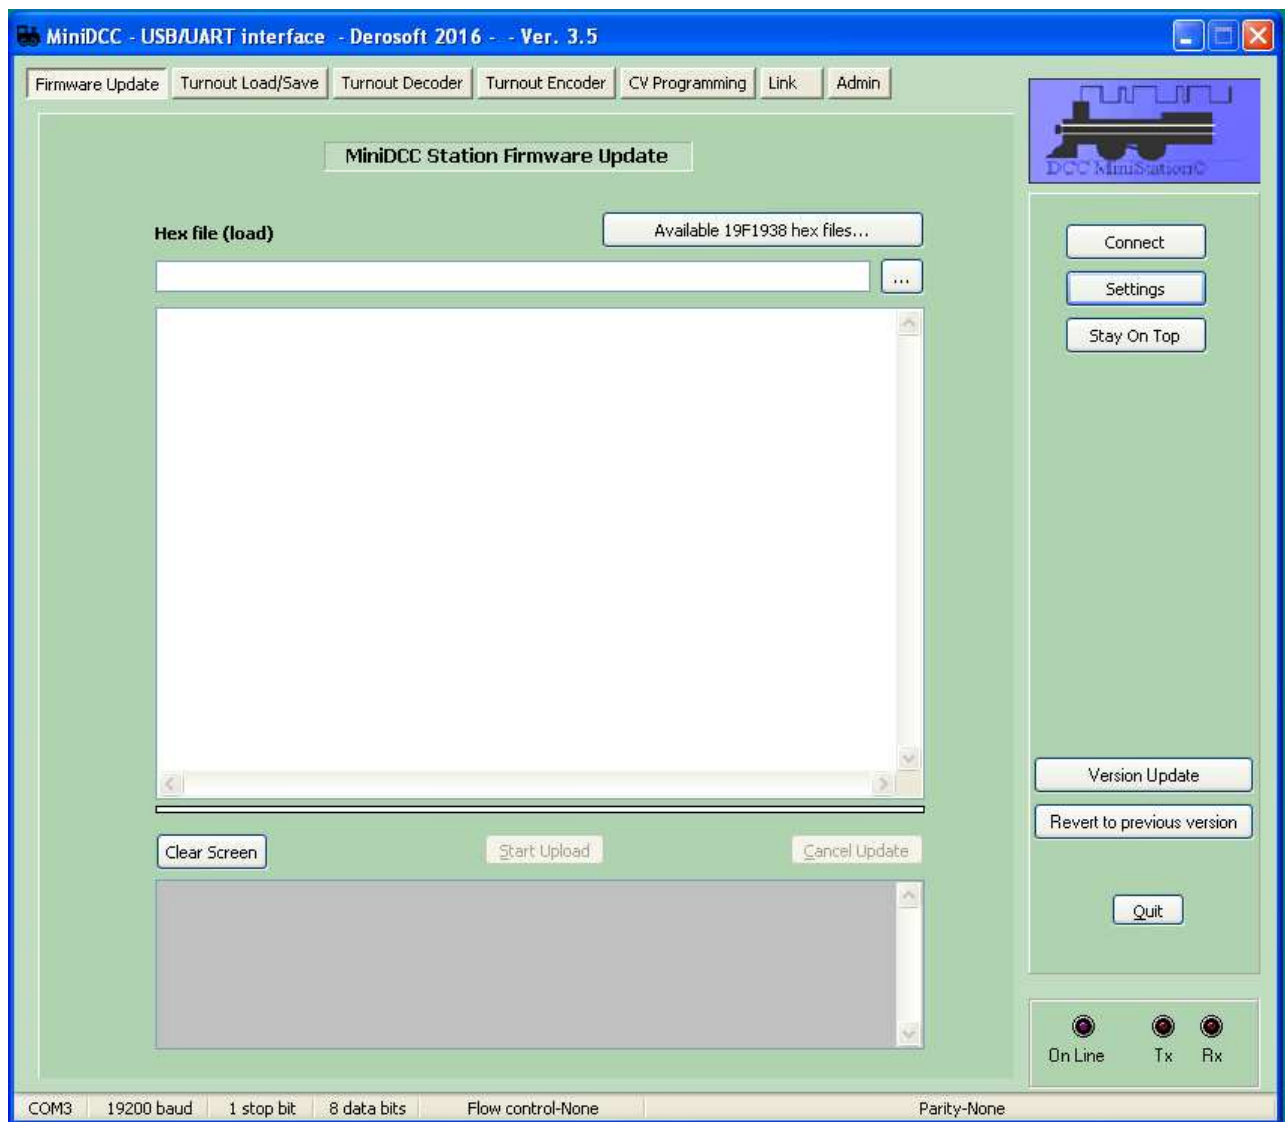 MiniDCC - USB/UART interface - Derosoft 2016 - - Ver. 3.5
Firmware Update Turnout Load/Save Turnout Decoder Turnout Encoder CV Programming Link Admin
DCC MiniStation©
MiniDCC Station Firmware Update
Hex file (load)
Available 19F1938 hex files...
...
Connect
Settings
Stay On Top
Version Update
Revert to previous version
Clear Screen
Start Upload
Cancel Update
Quit
On Line Tx Rx
COM3 19200 baud 1 stop bit 8 data bits Flow control-None Parity-None